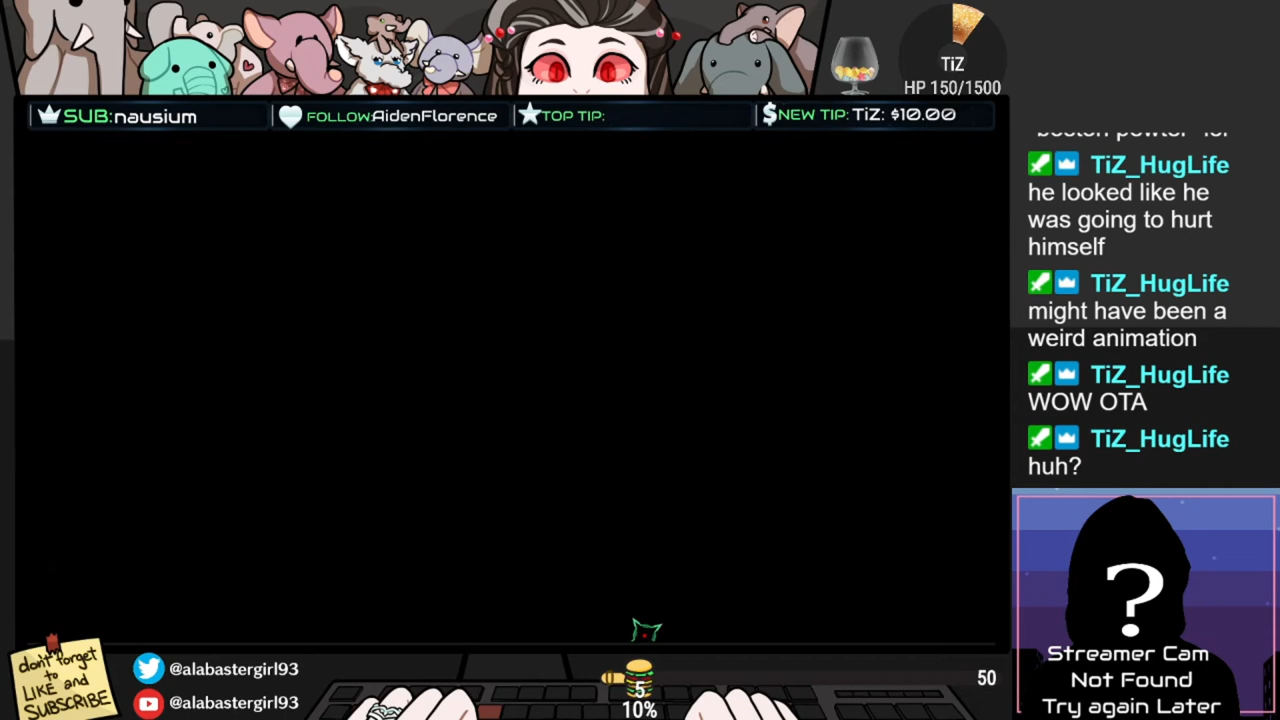 TiZ
HP 150/1500
SUB:nausium
FOLLOW:AidenFlorence
TOP TIP:
$NEW TIP: TiZ: $10.00
TiZ_HugLife
he looked like he
was going to hurt
himself
TiZ_HugLife
might have been a
weird animation
TiZ_HugLife
WOW OTA
TiZ_HugLife
huh?
?
Streamer Cam
Not Found
Try again Later
don't forget
to
LIKE and
SUBSCRIBE
@alabastergirl93
@alabastergirl93
5
10%
50